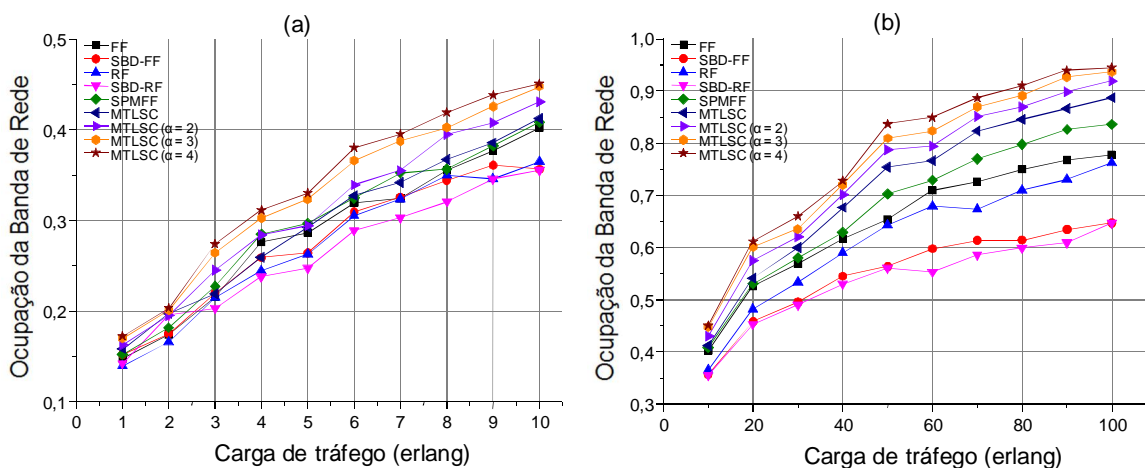 (a)
0,5
0,4
0,3
0,2
0,1
Ocupação da Banda de Rede
FF
SBD-FF
RF
SBD-RF
SPMFF
MTLSC
MTLSC (α = 2)
MTLSC (α = 3)
MTLSC (α = 4)
0 1 2 3 4 5 6 7 8 9 10
Carga de tráfego (erlang)
(b)
1,0
0,9
0,8
0,7
0,6
0,5
0,4
0,3
Ocupação da Banda de Rede
FF
SBD-FF
RF
SBD-RF
SPMFF
MTLSC
MTLSC (α = 2)
MTLSC (α = 3)
MTLSC (α = 4)
0 20 40 60 80 100
Carga de tráfego (erlang)